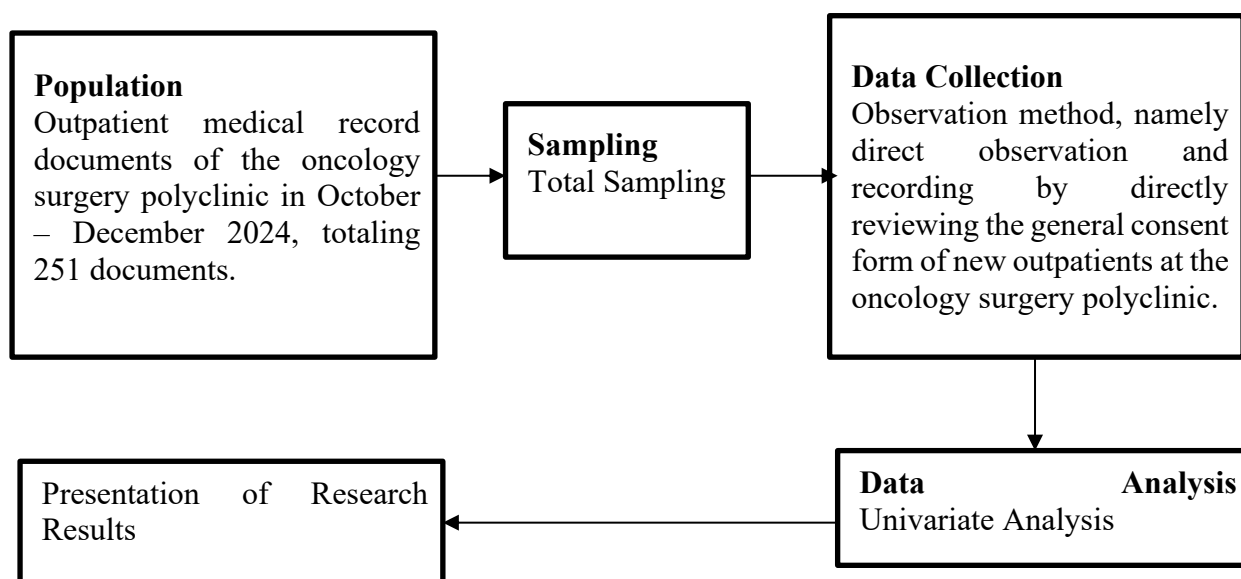 Population
Outpatient medical record
documents of the oncology
surgery polyclinic in October
– December 2024, totaling
251 documents.
Sampling
Total Sampling
Data Collection
Observation method, namely
direct observation and
recording by directly
reviewing the general consent
form of new outpatients at the
oncology surgery polyclinic.
Data Analysis
Univariate Analysis
Presentation of Research
Results